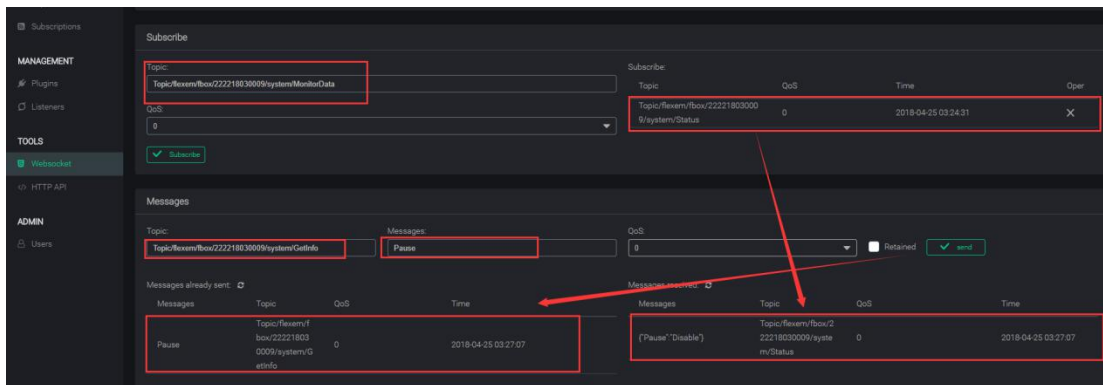 Subscriptions
MANAGEMENT
Plugins
Listeners
TOOLS
Websocket
HTTP API
ADMIN
Users
Subscribe
Topic:
Topic/flexem/fbox/222218030009/system/MonitorData
QoS:
0
Subscribe
Subscribe:
Topic QoS Time Oper
Topic/flexem/fbox/22221803000
9/system/Status 0 2018-04-25 03:24:31
Messages
Topic: Messages: QoS:
Topic/flexem/fbox/222218030009/system/GetInfo Pause 0 Retained send
Messages already sent:
Messages Topic QoS Time
Pause Topic/flexem/f
box/22221803
0009/system/G
etInfo 0 2018-04-25 03:27:07
Messages received:
Messages Topic QoS Time
{"Pause":"Disable"} Topic/flexem/fbox/2
22218030009/syste
m/Status 0 2018-04-25 03:27:07